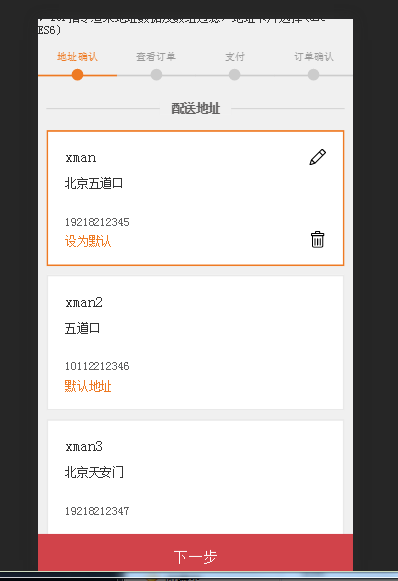 ES6)
地址确认
查看订单
支付
订单确认
配送地址
xman
北京五道口
19218212345
设为默认
xman2
五道口
10112212346
默认地址
xman3
北京天安门
19218212347
下一步